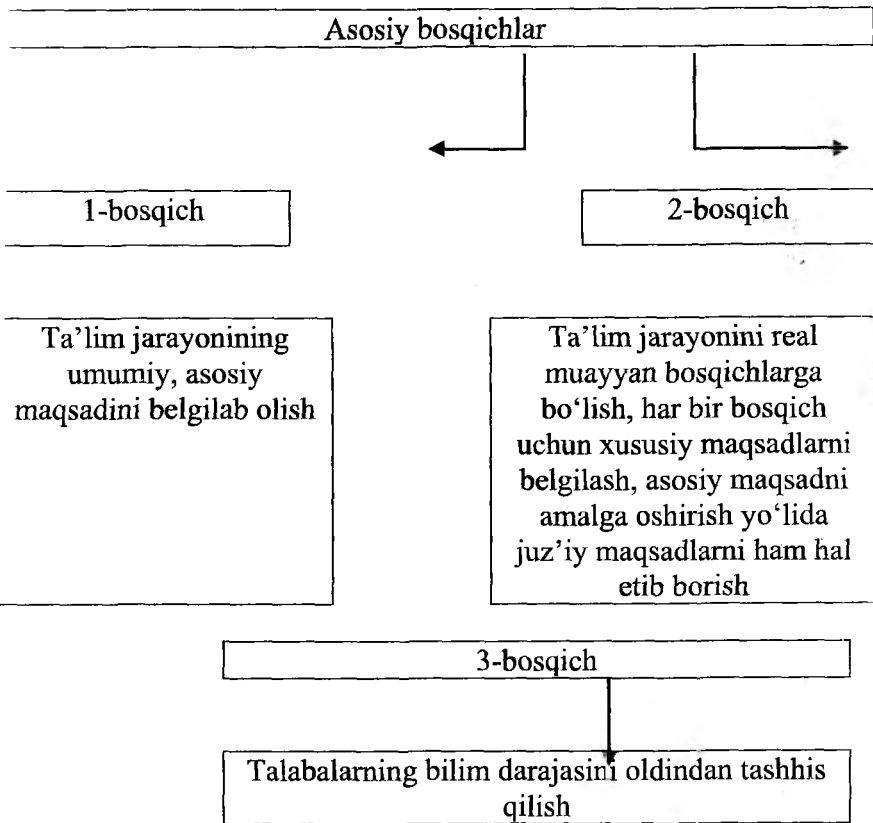 Asosiy bosqichlar
1-bosqich
2-bosqich
Ta’lim jarayonining
umumiy, asosiy
maqsadini belgilab olish
Ta’lim jarayonini real
muayyan bosqichlarga
bo‘lish, har bir bosqich
uchun xususiy maqsadlarni
belgilash, asosiy maqsadni
amalga oshirish yo‘lida
juz’iy maqsadlarni ham hal
etib borish
3-bosqich
Talabalarning bilim darajasini oldindan tashhis
qilish